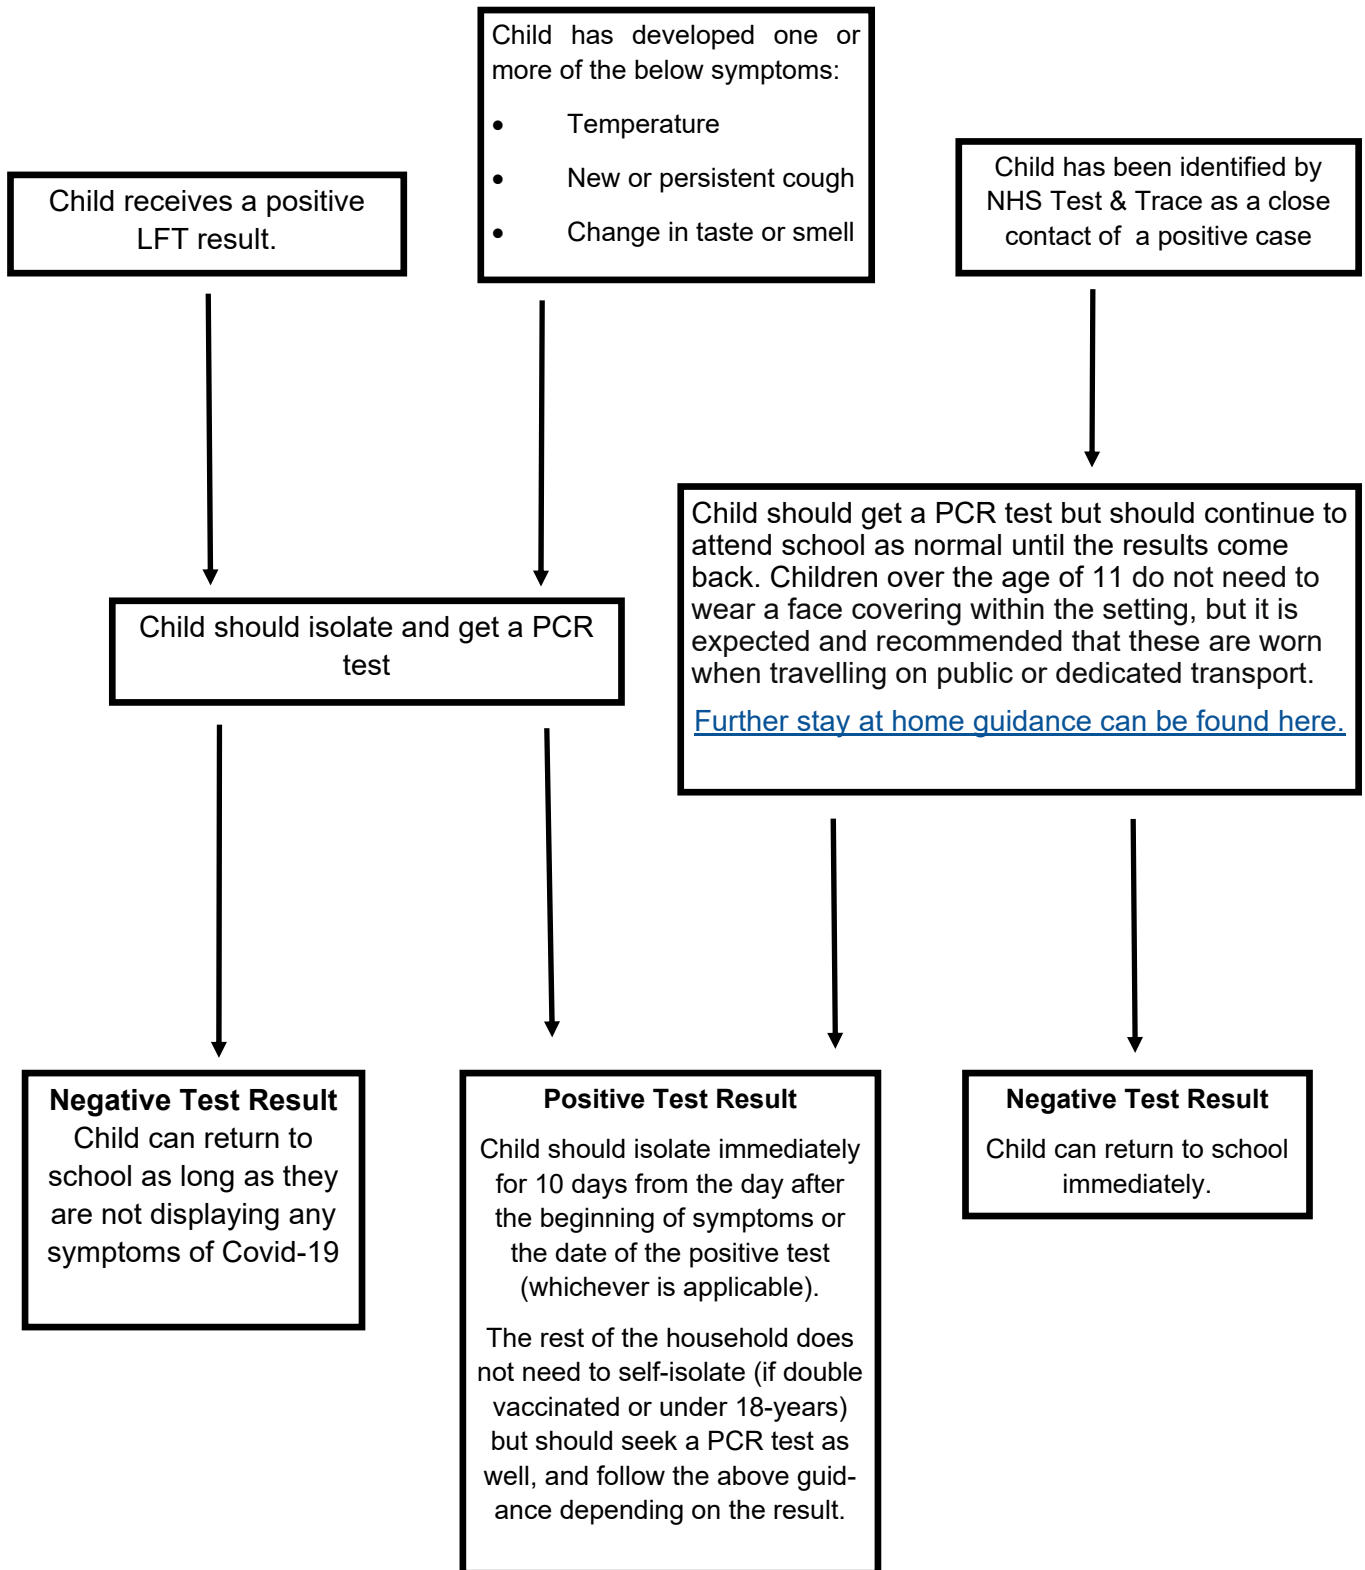 Child has developed one or
more of the below symptoms:
• Temperature
• New or persistent cough
• Change in taste or smell
Child receives a positive
LFT result.
Child has been identified by
NHS Test & Trace as a close
contact of a positive case
Child should get a PCR test but should continue to
attend school as normal until the results come
back. Children over the age of 11 do not need to
wear a face covering within the setting, but it is
expected and recommended that these are worn
when travelling on public or dedicated transport.
Further stay at home guidance can be found here.
Child should isolate and get a PCR
test
Negative Test Result
Child can return to
school as long as they
are not displaying any
symptoms of Covid-19
Positive Test Result
Child should isolate immediately
for 10 days from the day after
the beginning of symptoms or
the date of the positive test
(whichever is applicable).
The rest of the household does
not need to self-isolate (if double
vaccinated or under 18-years)
but should seek a PCR test as
well, and follow the above guid-
ance depending on the result.
Negative Test Result
Child can return to school
immediately.